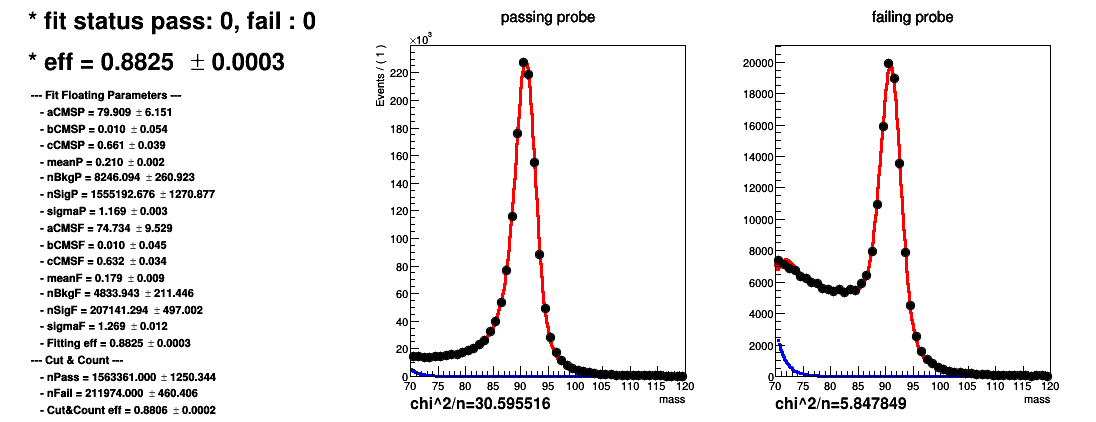 * fit status pass: 0, fail : 0
* eff = 0.8825 ± 0.0003
--- Fit Floating Parameters ---
- aCMSP = 79.909 ± 6.151
- bCMSP = 0.010 ± 0.054
- cCMSP = 0.661 ± 0.039
- meanP = 0.210 ± 0.002
- nBkgP = 8246.094 ± 260.923
- nSigP = 1555192.676 ± 1270.877
- sigmaP = 1.169 ± 0.003
- aCMSF = 74.734 ± 9.529
- bCMSF = 0.010 ± 0.045
- cCMSF = 0.632 ± 0.034
- meanF = 0.179 ± 0.009
- nBkgF = 4833.943 ± 211.446
- nSigF = 207141.294 ± 497.002
- sigmaF = 1.269 ± 0.012
- Fitting eff = 0.8825 ± 0.0003
--- Cut & Count ---
- nPass = 1563361.000 ± 1250.344
- nFail = 211974.000 ± 460.406
- Cut&Count eff = 0.8806 ± 0.0002
passing probe
×10³
Events / ( 1 )
220
200
180
160
140
120
100
80
60
40
20
0
70 75 80 85 90 95 100 105 110 115 120
mass
chi^2/n=30.595516
failing probe
20000
18000
16000
14000
12000
10000
8000
6000
4000
2000
0
70 75 80 85 90 95 100 105 110 115 120
mass
chi^2/n=5.847849